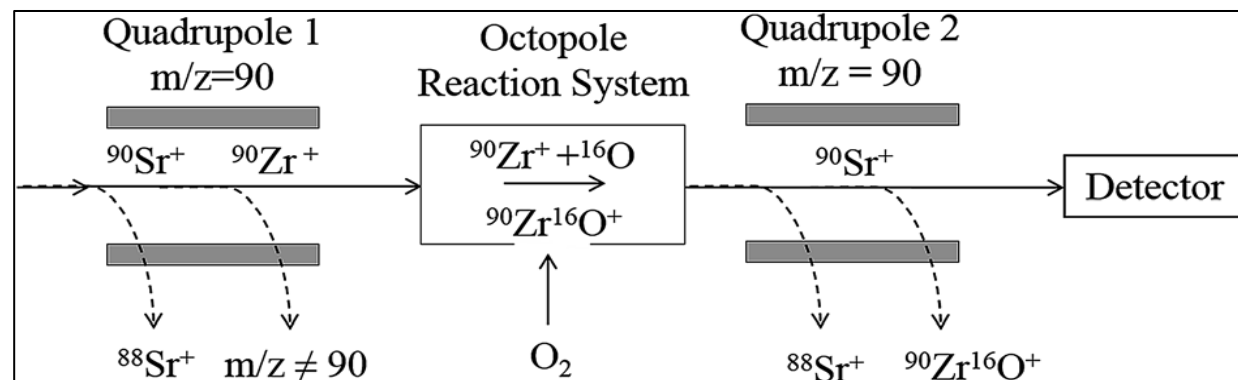 Quadrupole 1
m/z=90
Octopole
Reaction System
Quadrupole 2
m/z = 90
⁹⁰Sr⁺ ⁹⁰Zr⁺
⁹⁰Zr⁺ + ¹⁶O
⁹⁰Zr¹⁶O⁺
⁹⁰Sr⁺
Detector
⁸⁸Sr⁺ m/z ≠ 90
O₂
⁸⁸Sr⁺ ⁹⁰Zr¹⁶O⁺